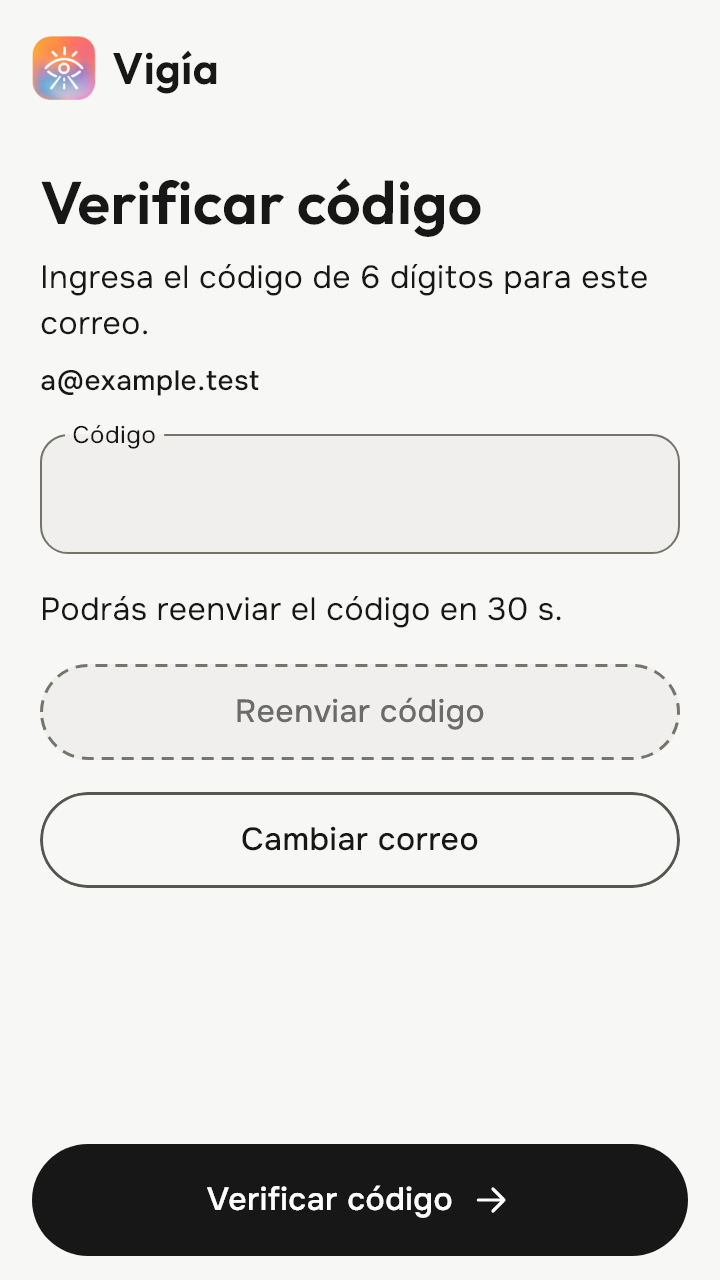 Vigía
Verificar código
Ingresa el código de 6 dígitos para este
correo.
a@example.test
Código
Podrás reenviar el código en 30 s.
Reenviar código
Cambiar correo
Verificar código →